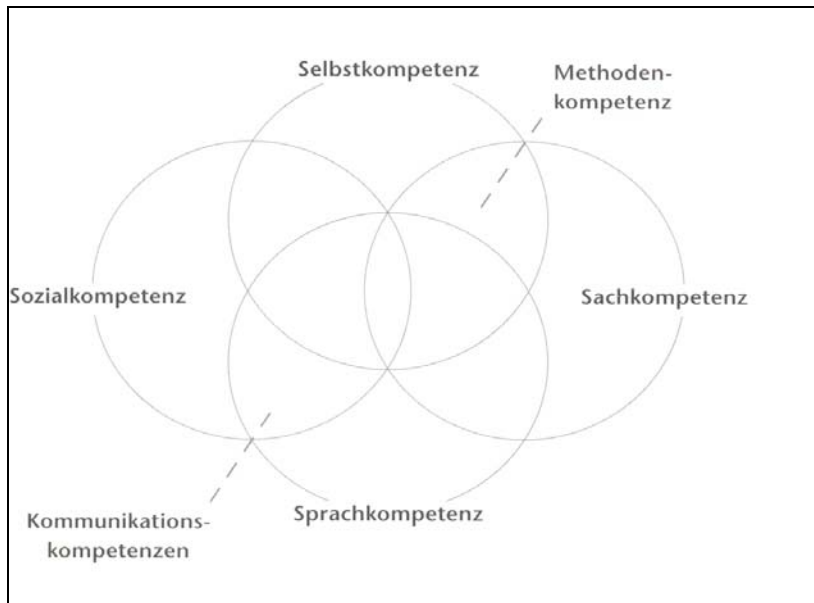 Selbstkompetenz
Methoden-
kompetenz
Sozialkompetenz
Sachkompetenz
Sprachkompetenz
Kommunikations-
kompetenzen